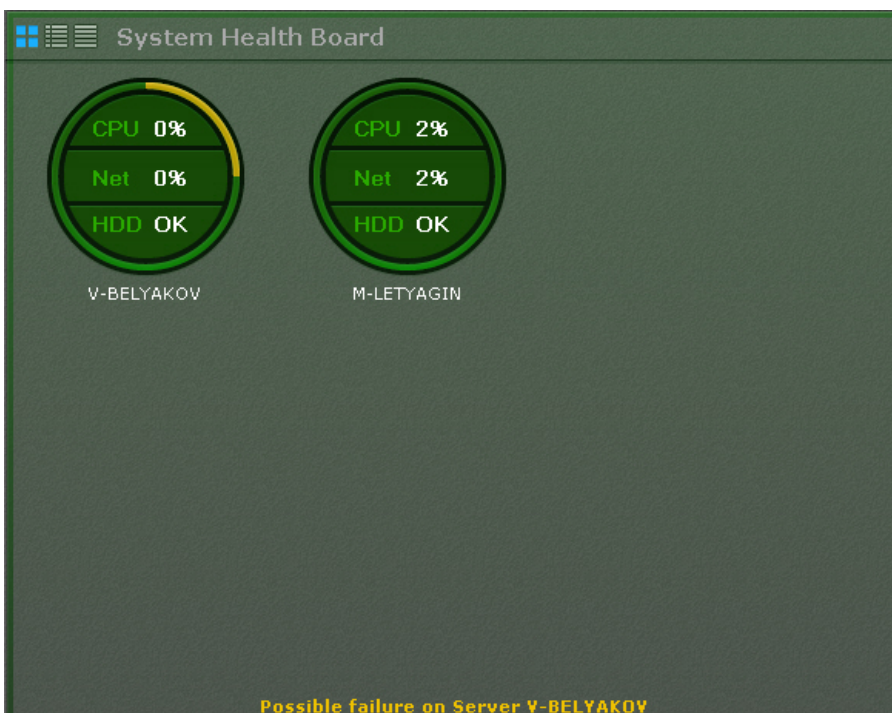 System Health Board
CPU 0%
Net 0%
HDD OK
V-BELYAKOV
CPU 2%
Net 2%
HDD OK
M-LETYAGIN
Possible failure on Server V-BELYAKOV